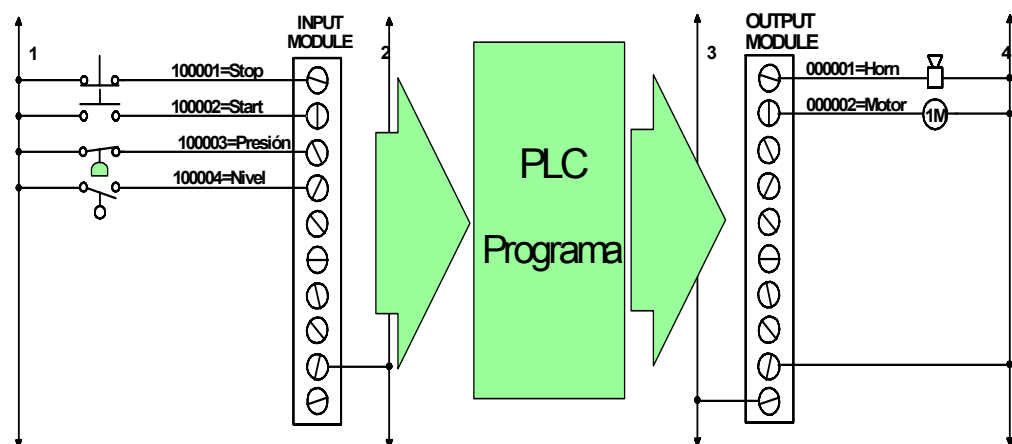 INPUT
MODULE
OUTPUT
MODULE
1
2
3
4
100001=Stop
100002=Start
100003=Presión
100004=Nivel
PLC
Programa
000001=Horn
000002=Motor
1M